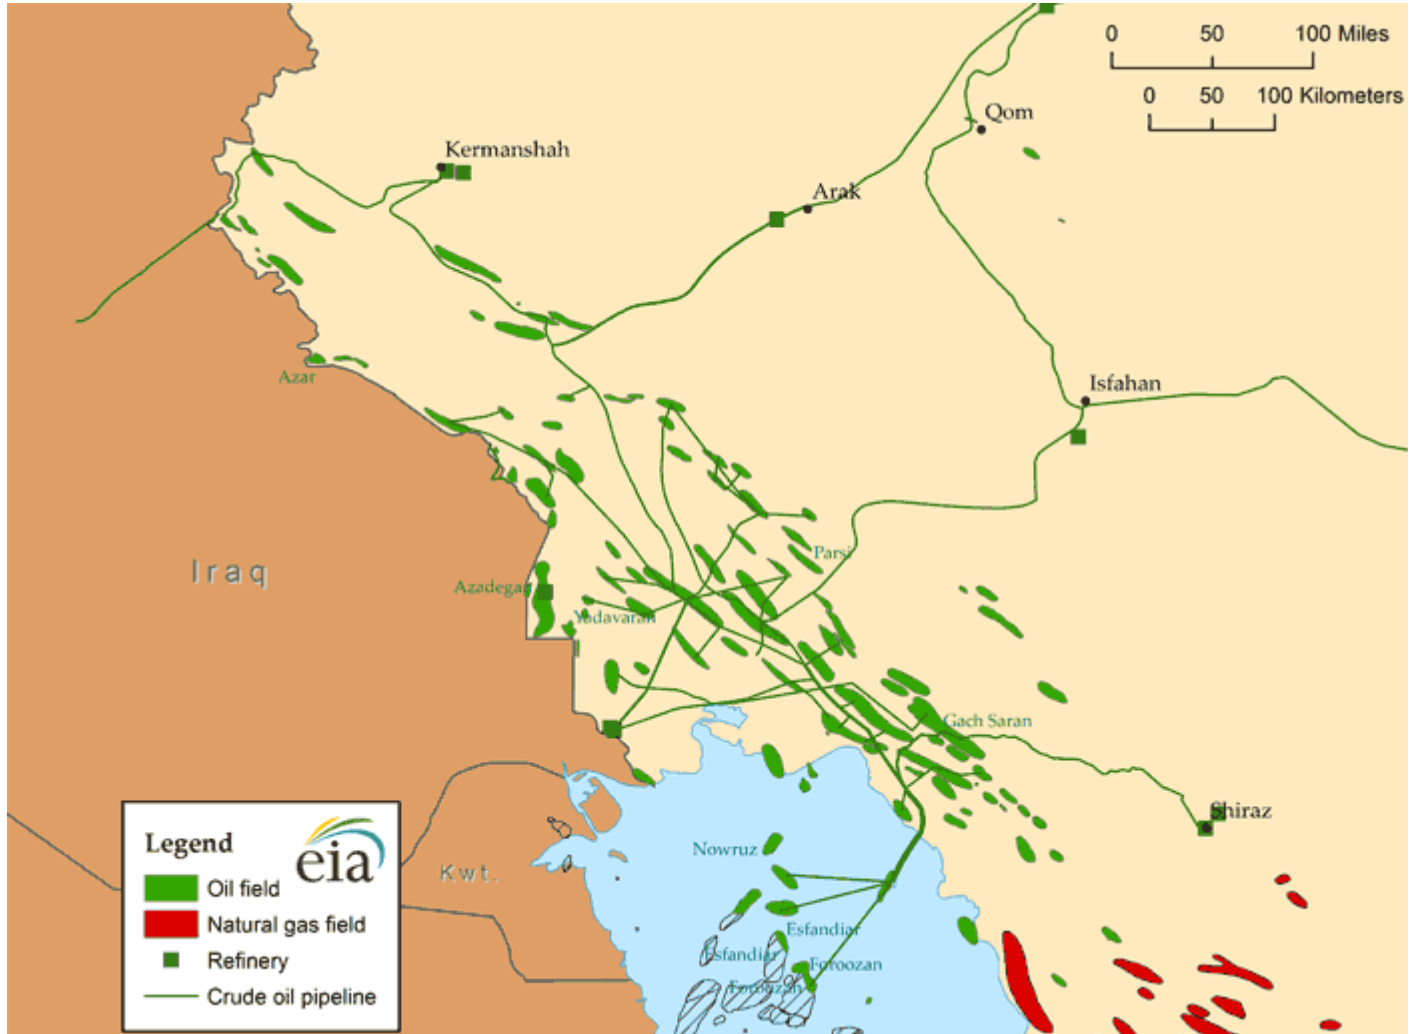 0 50 100 Miles
0 50 100 Kilometers
Qom
Kermanshah
Arak
Azar
Isfahan
Parsi
Iraq
Azadegan
Yadavaran
Gach Saran
Shiraz
Nowruz
Kwt.
Esfandiar
Esfandiar
Foroozan
Foroozan
Legend
eia
Oil field
Natural gas field
Refinery
Crude oil pipeline